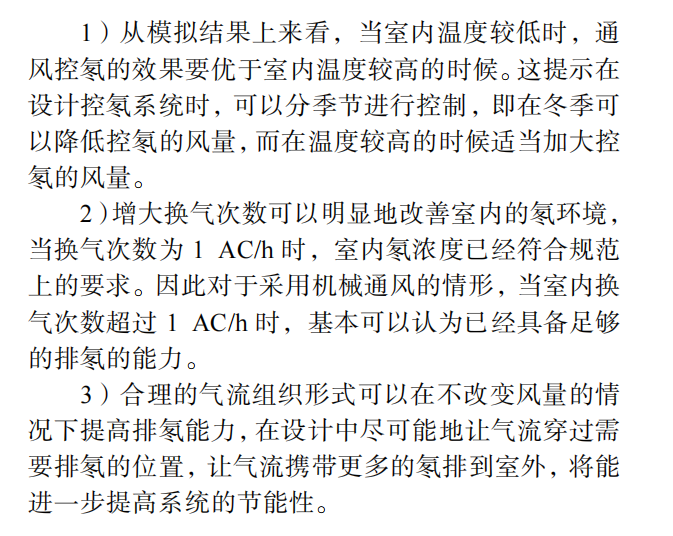 1）从模拟结果上来看，当室内温度较低时，通
风控氡的效果要优于室内温度较高的时候。这提示在
设计控氡系统时，可以分季节进行控制，即在冬季可
以降低控氡的风量，而在温度较高的时候适当加大控
氡的风量。
2）增大换气次数可以明显地改善室内的氡环境，
当换气次数为 1 AC/h 时，室内氡浓度已经符合规范
上的要求。因此对于采用机械通风的情形，当室内换
气次数超过 1 AC/h 时，基本可以认为已经具备足够
的排氡的能力。
3）合理的气流组织形式可以在不改变风量的情
况下提高排氡能力，在设计中尽可能地让气流穿过需
要排氡的位置，让气流携带更多的氡排到室外，将能
进一步提高系统的节能性。